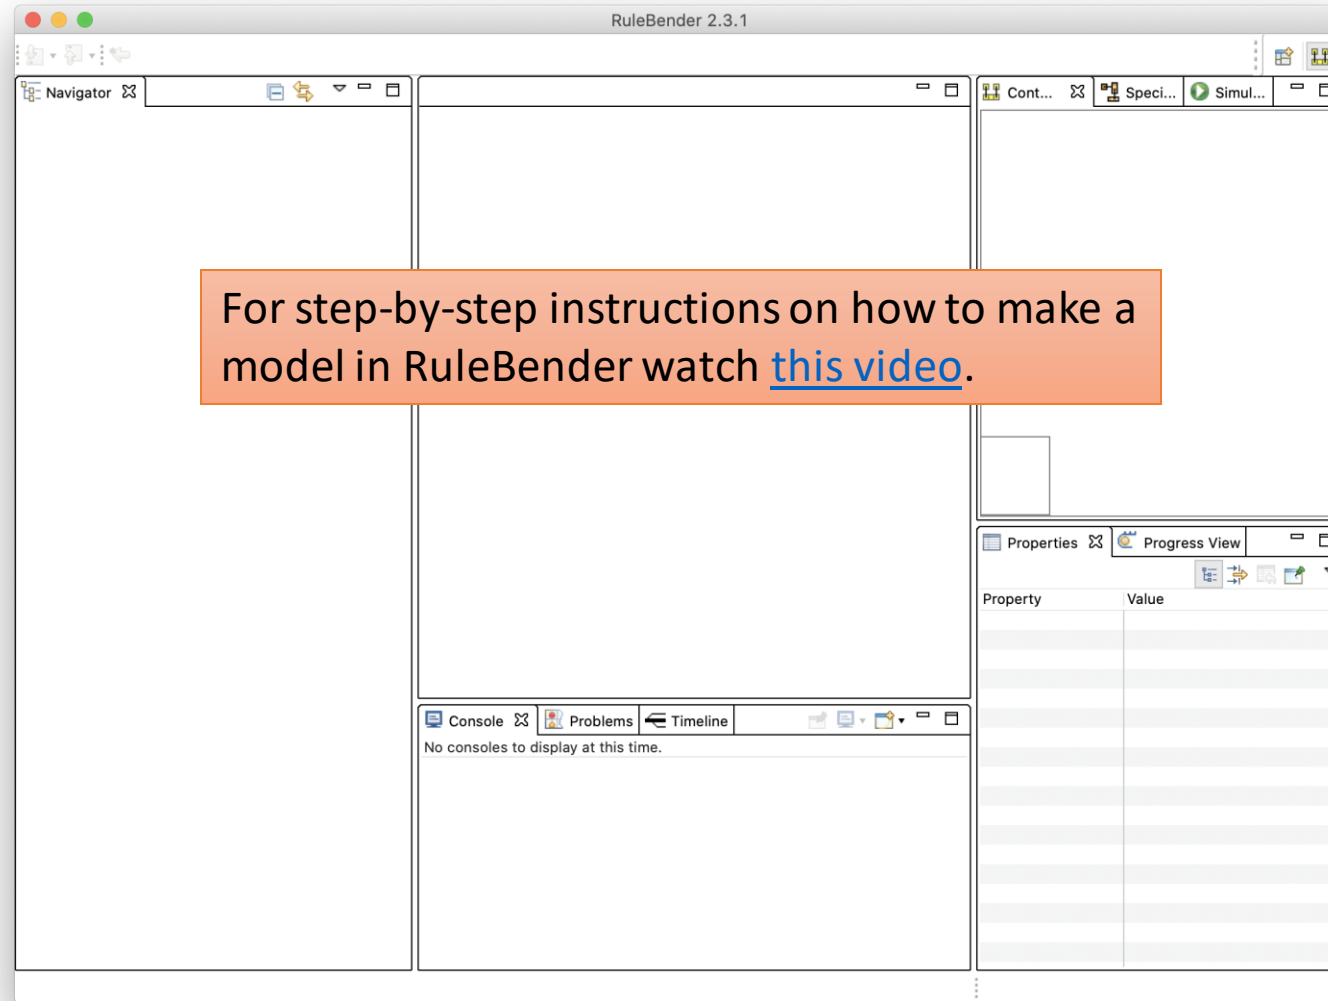 RuleBender 2.3.1
Navigator
Cont...
Speci...
Simul...
For step-by-step instructions on how to make a
model in RuleBender watch this video.
Properties
Progress View
Property
Value
Console
Problems
Timeline
No consoles to display at this time.